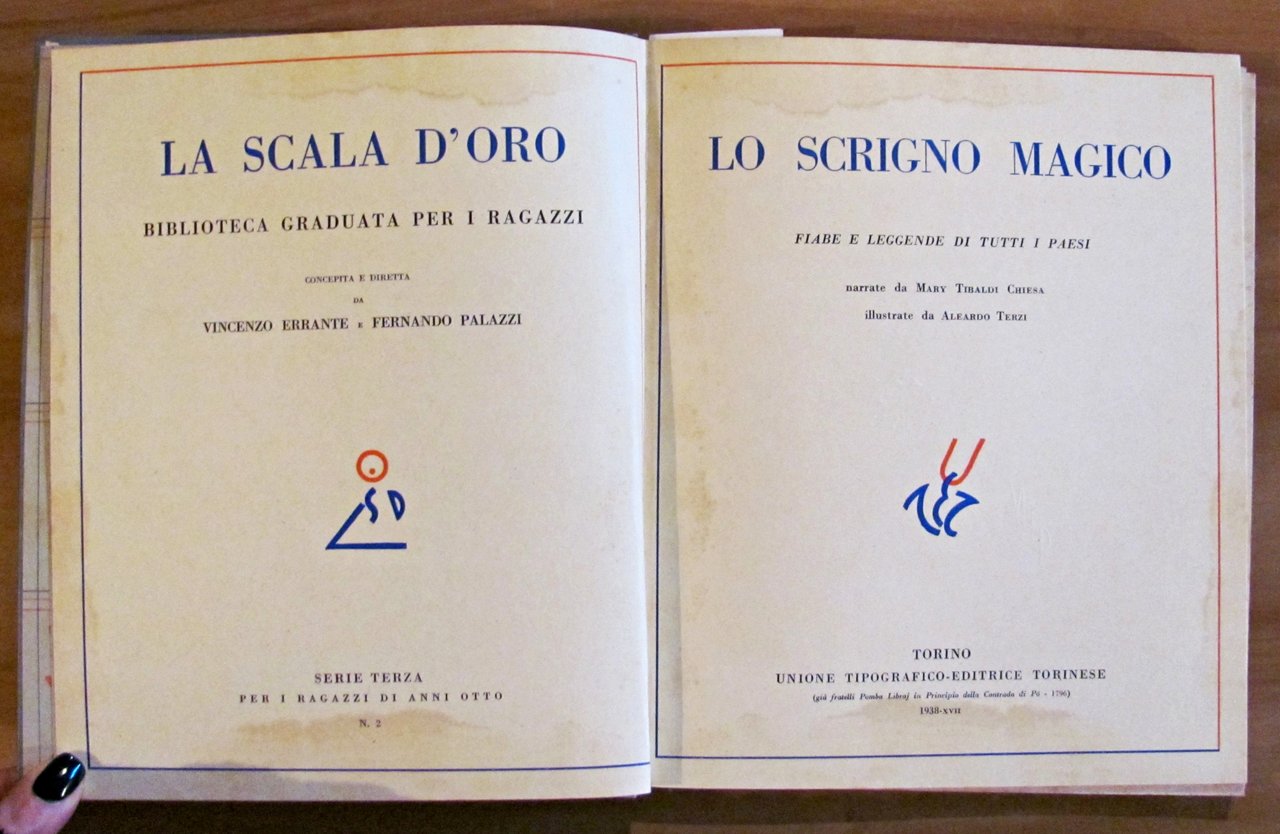 LA SCALA D'ORO
BIBLIOTECA GRADUATA PER I RAGAZZI
CONCEPITA E DIRETTA
DA
VINCENZO ERRANTE E FERNANDO PALAZZI
SD
SERIE TERZA
PER I RAGAZZI DI ANNI OTTO
N. 2
LO SCRIGNO MAGICO
FIABE E LEGGENDE DI TUTTI I PAESI
narrate da MARY TIBALDI CHIESA
illustrate da ALEARDO TERZI
TORINO
UNIONE TIPOGRAFICO-EDITRICE TORINESE
(già fratelli Pomba Libraj in Principio della Contrada di Po - 1796)
1938-XVII